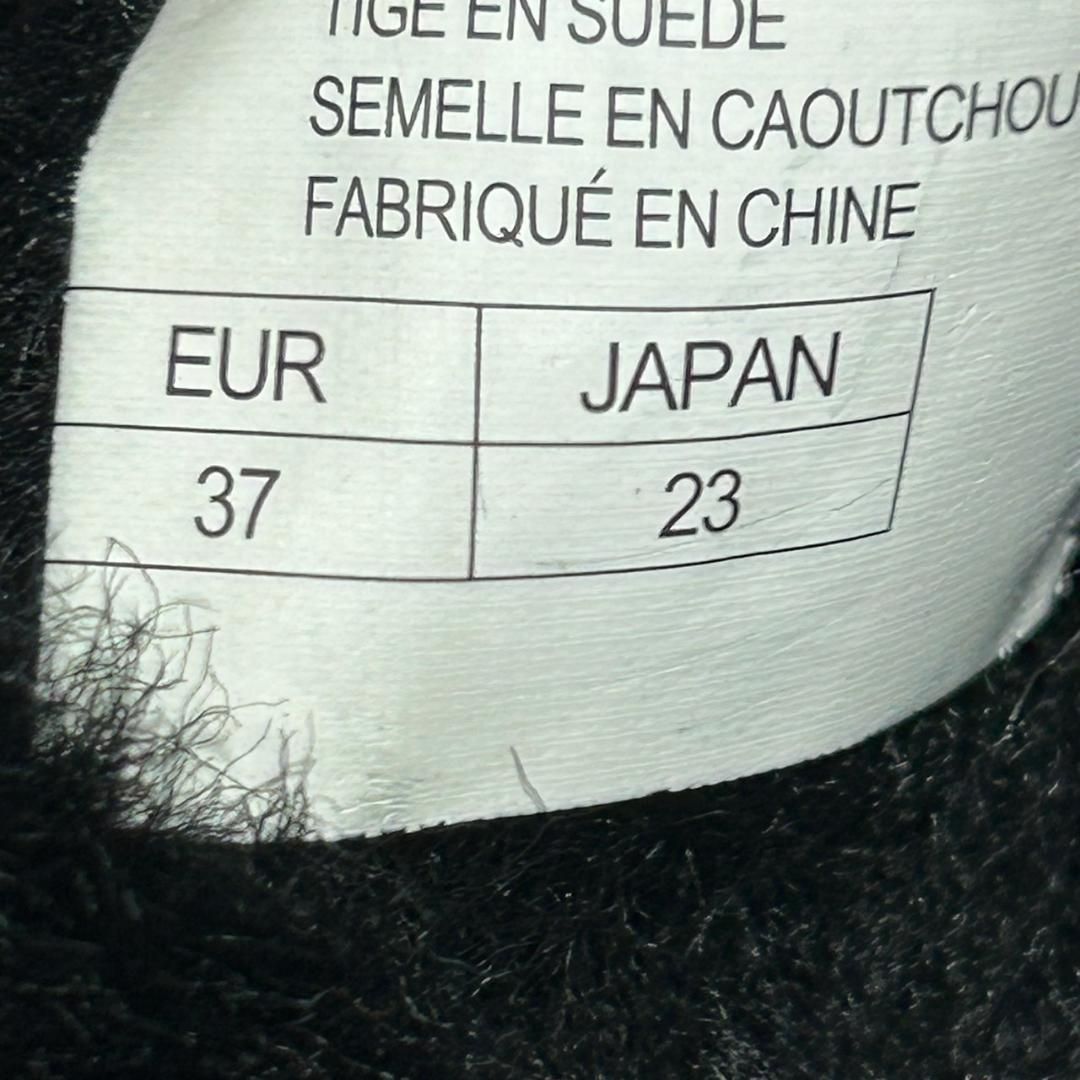 TIGE EN SUEDE
SEMELLE EN CAOUTCHOU
FABRIQUÉ EN CHINE
EUR JAPAN
37 23